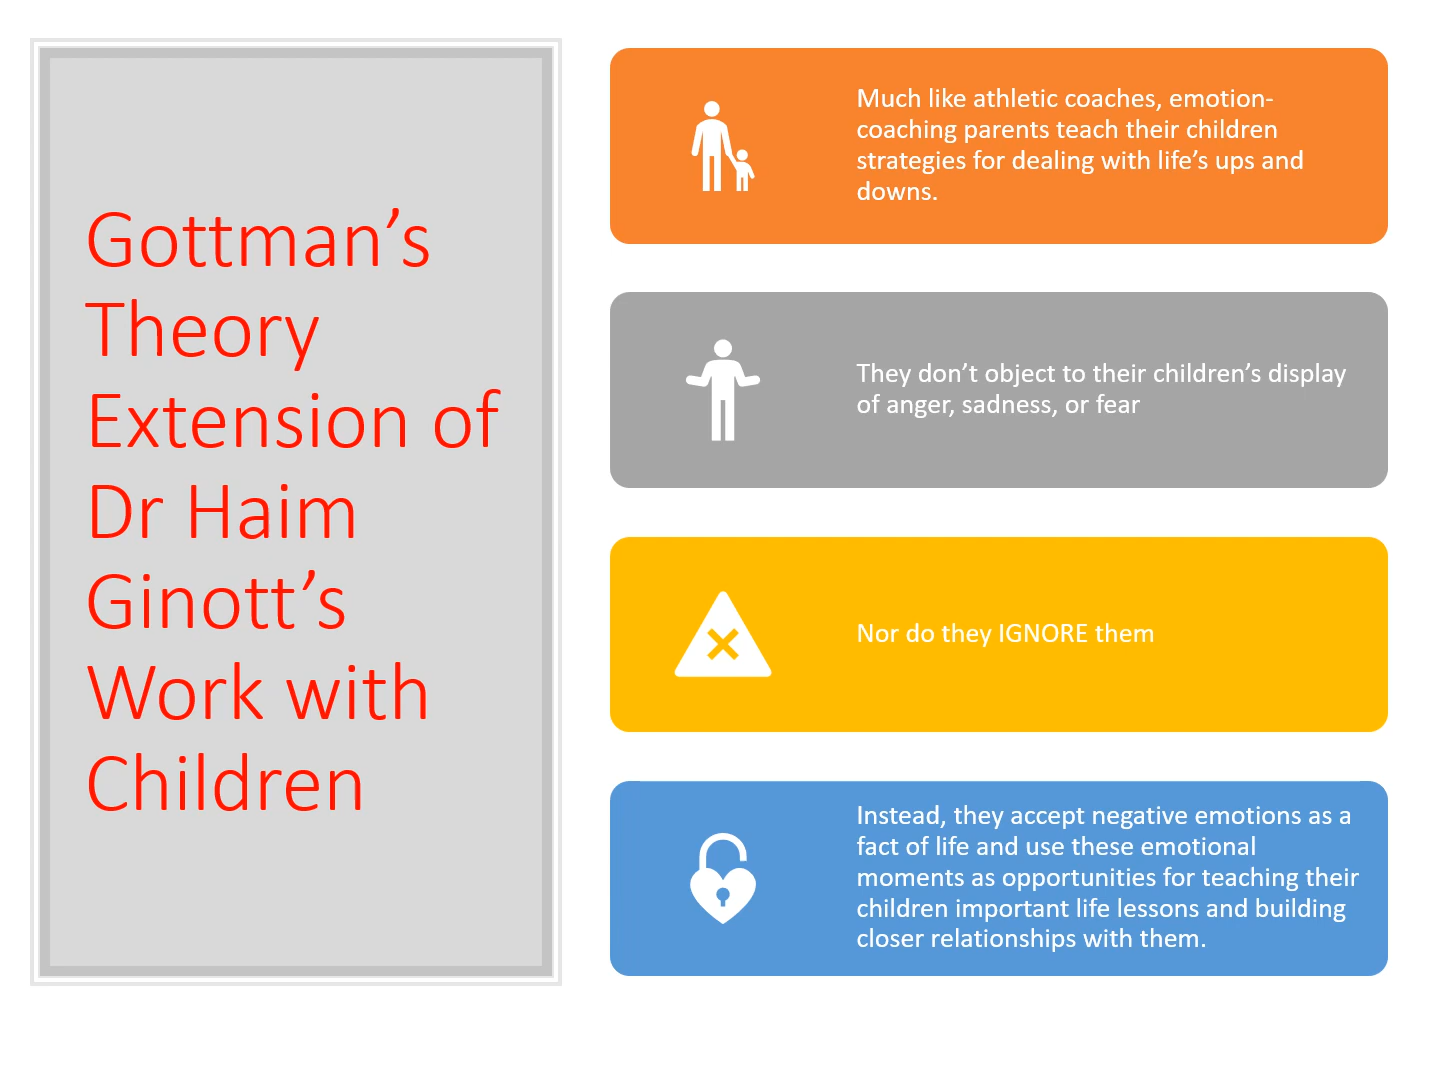 Gottman’s
Theory
Extension of
Dr Haim
Ginott’s
Work with
Children
Much like athletic coaches, emotion-
coaching parents teach their children
strategies for dealing with life’s ups and
downs.
They don’t object to their children’s display
of anger, sadness, or fear
Nor do they IGNORE them
Instead, they accept negative emotions as a
fact of life and use these emotional
moments as opportunities for teaching their
children important life lessons and building
closer relationships with them.